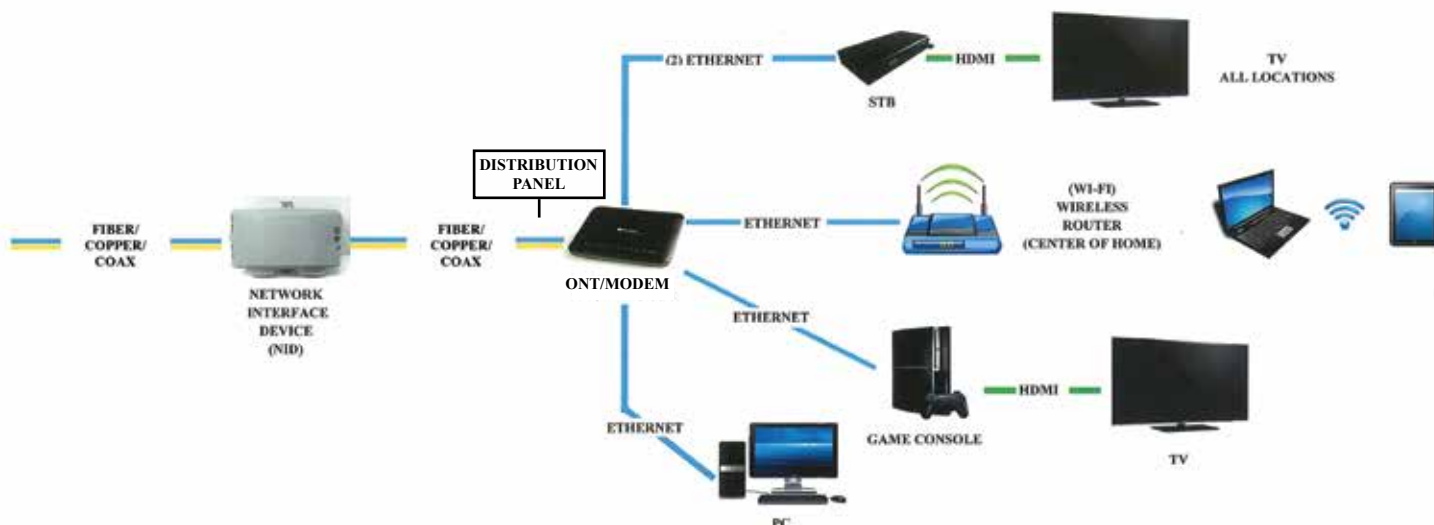 (2) ETHERNET
HDMI
STB
TV
ALL LOCATIONS
DISTRIBUTION
PANEL
FIBER/
COPPER/
COAX
NETWORK
INTERFACE
DEVICE
(NID)
FIBER/
COPPER/
COAX
ONT/MODEM
ETHERNET
(WI-FI)
WIRELESS
ROUTER
(CENTER OF HOME)
ETHERNET
GAME CONSOLE
HDMI
TV
ETHERNET
PC